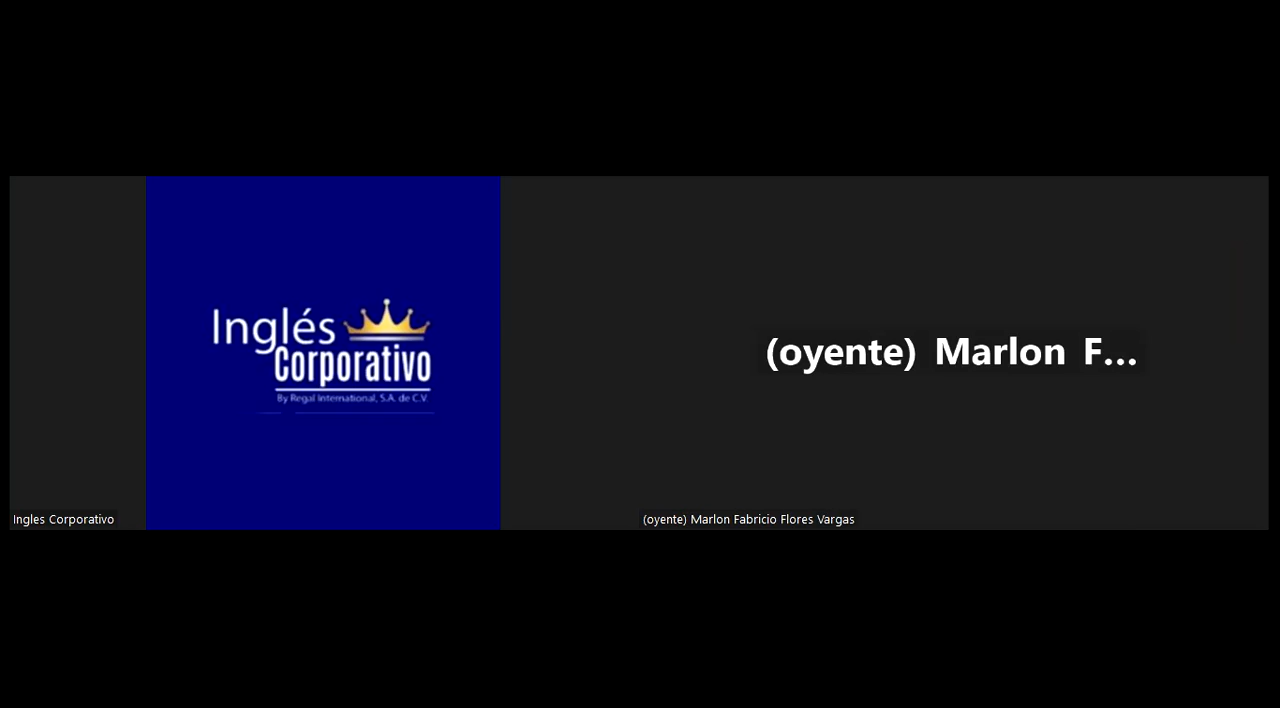 Inglés
Corporativo
By Regal International, S.A. de C.V.
Ingles Corporativo
(oyente) Marlon F...
(oyente) Marlon Fabricio Flores Vargas